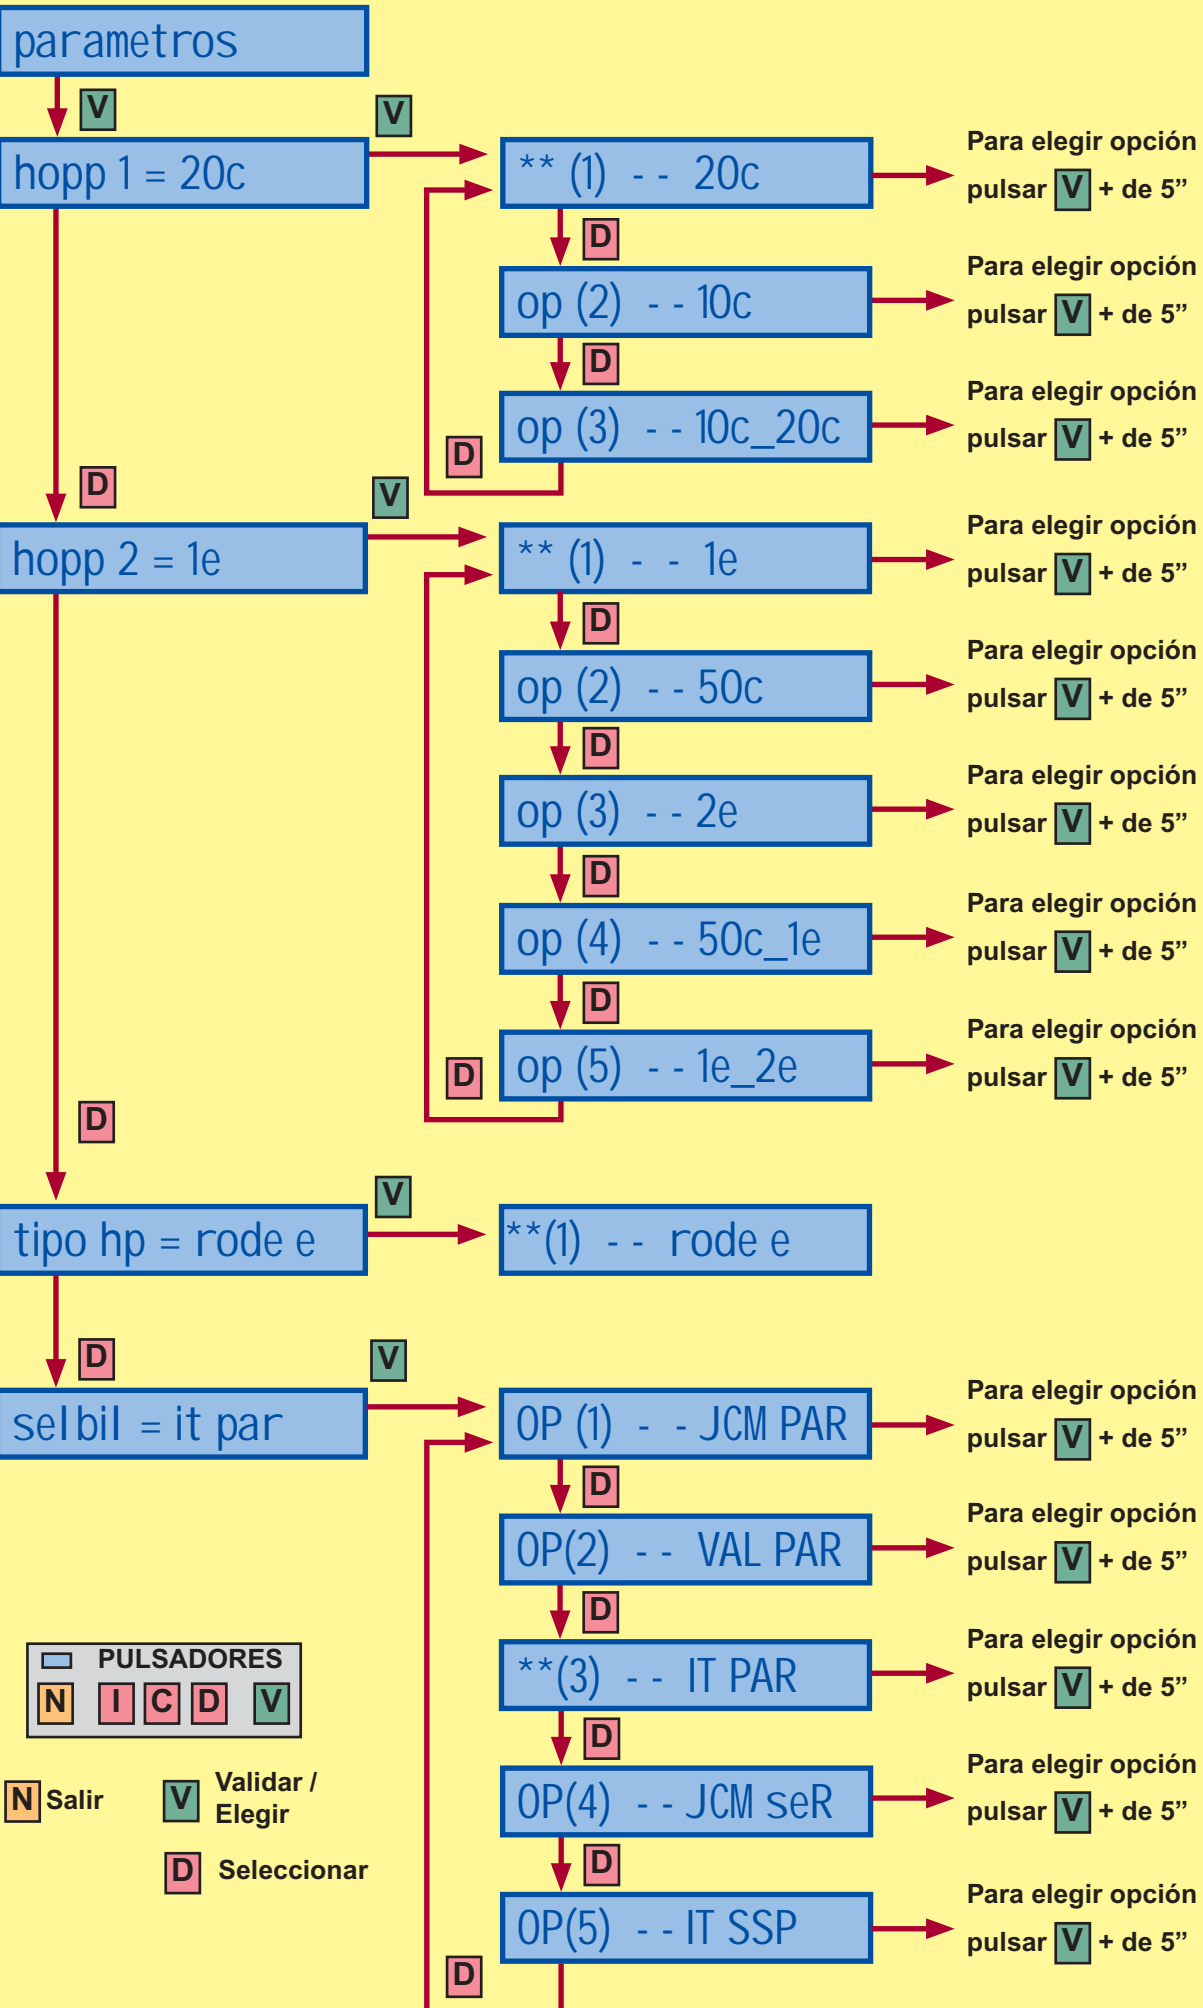 parametros
V
V
hopp 1 = 20c
** (1) - - 20c
Para elegir opción
pulsar V + de 5”
D
op (2) - - 10c
Para elegir opción
pulsar V + de 5”
D
op (3) - - 10c_20c
Para elegir opción
pulsar V + de 5”
D
D
V
hopp 2 = 1e
** (1) - - 1e
Para elegir opción
pulsar V + de 5”
D
op (2) - - 50c
Para elegir opción
pulsar V + de 5”
D
op (3) - - 2e
Para elegir opción
pulsar V + de 5”
D
op (4) - - 50c_1e
Para elegir opción
pulsar V + de 5”
D
op (5) - - 1e_2e
Para elegir opción
pulsar V + de 5”
D
D
V
tipo hp = rode e
**(1) - - rode e
D
V
selbil = it par
OP (1) - - JCM PAR
Para elegir opción
pulsar V + de 5”
D
OP(2) - - VAL PAR
Para elegir opción
pulsar V + de 5”
D
**(3) - - IT PAR
Para elegir opción
pulsar V + de 5”
D
OP(4) - - JCM seR
Para elegir opción
pulsar V + de 5”
D
OP(5) - - IT SSP
Para elegir opción
pulsar V + de 5”
D
PULSADORES
N I C D V
N Salir
V Validar /
Elegir
D Seleccionar